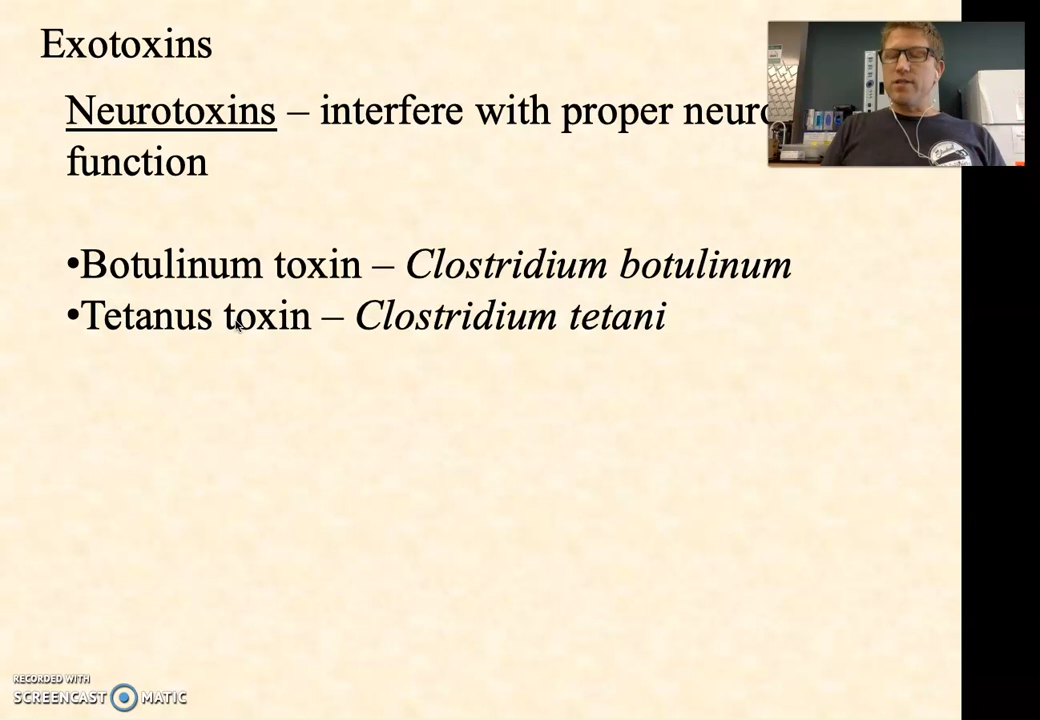 Exotoxins
Neurotoxins – interfere with proper neuro
function
•Botulinum toxin – Clostridium botulinum
•Tetanus toxin – Clostridium tetani
RECORDED WITH
SCREENCAST MATIC